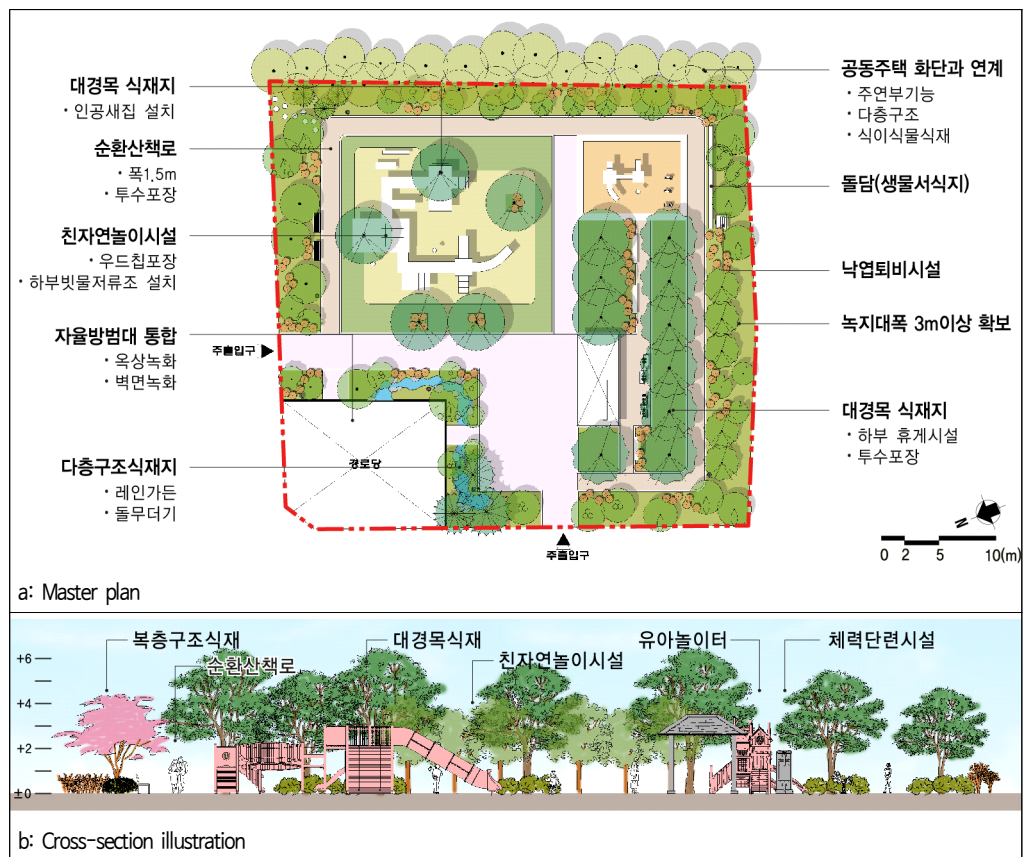 대경목 식재지
· 인공새집 설치
순환산책로
· 폭1.5m
· 투수포장
친자연놀이시설
· 우드칩포장
· 하부빗물저류조 설치
자율방범대 통합
· 옥상녹화
· 벽면녹화
다층구조식재지
· 레인가든
· 돌무더기
주출입구
경로당
주출입구
공동주택 화단과 연계
· 주연부기능
· 다층구조
· 식이식물식재
돌담(생물서식지)
낙엽퇴비시설
녹지대폭 3m이상 확보
대경목 식재지
· 하부 휴게시설
· 투수포장
N
0 2 5 10(m)
a: Master plan
복층구조식재
순환산책로
대경목식재
친자연놀이시설
유아놀이터
체력단련시설
+6
+4
+2
±0
b: Cross-section illustration